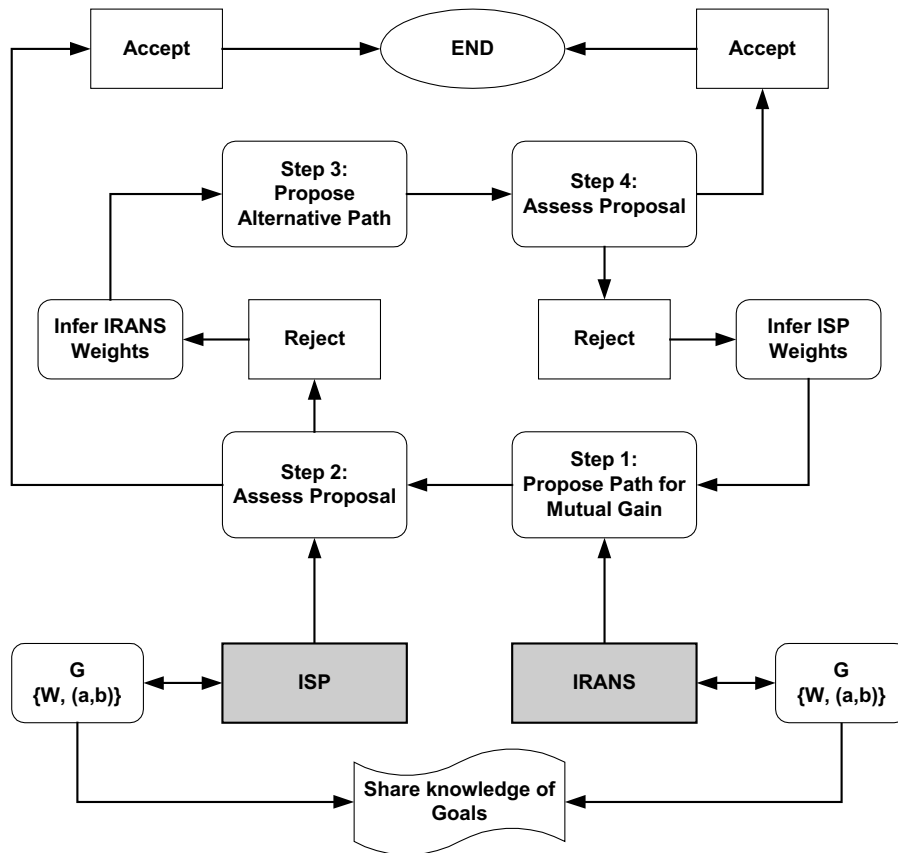 Accept
END
Accept
Step 3:
Propose
Alternative Path
Step 4:
Assess Proposal
Infer IRANS
Weights
Reject
Reject
Infer ISP
Weights
Step 2:
Assess Proposal
Step 1:
Propose Path for
Mutual Gain
G
{W, (a,b)}
ISP
IRANS
G
{W, (a,b)}
Share knowledge of
Goals